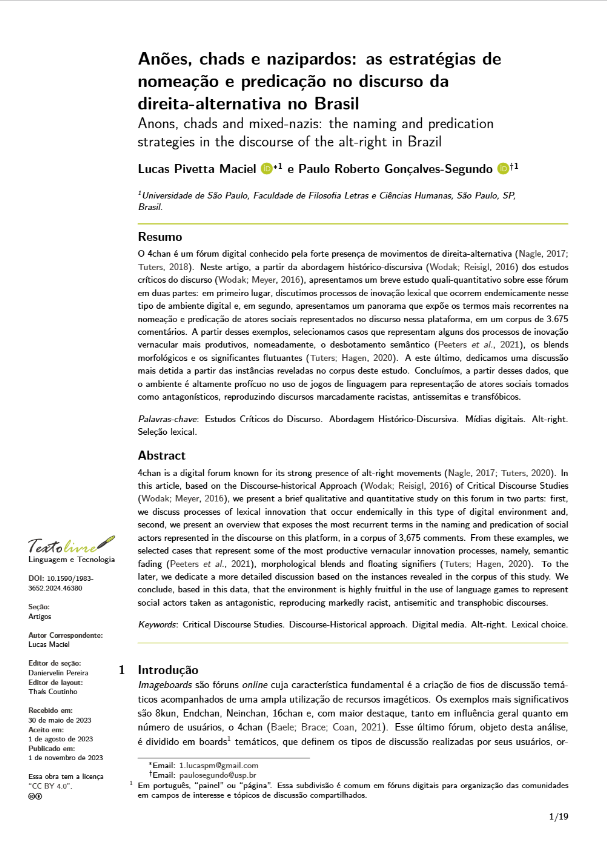 Anões, chads e nazipardos: as estratégias de
nomeação e predicação no discurso da
direita-alternativa no Brasil
Anons, chads and mixed-nazis: the naming and predication
strategies in the discourse of the alt-right in Brazil
Lucas Pivetta Maciel iD *1 e Paulo Roberto Gonçalves-Segundo iD †1
1Universidade de São Paulo, Faculdade de Filosofia Letras e Ciências Humanas, São Paulo, SP,
Brasil.
Resumo
O 4chan é um fórum digital conhecido pela forte presença de movimentos de direita-alternativa (Nagle, 2017;
Tuters, 2018). Neste artigo, a partir da abordagem histórico-discursiva (Wodak; Reisigl, 2016) dos estudos
críticos do discurso (Wodak; Meyer, 2016), apresentamos um breve estudo quali-quantitativo sobre esse fórum
em duas partes: em primeiro lugar, discutimos processos de inovação lexical que ocorrem endemicamente nesse
tipo de ambiente digital e, em segundo, apresentamos um panorama que expõe os termos mais recorrentes na
nomeação e predicação de atores sociais representados no discurso nessa plataforma, em um corpus de 3.675
comentários. A partir desses exemplos, selecionamos casos que representam alguns dos processos de inovação
vernacular mais produtivos, nomeadamente, o desbotamento semântico (Peeters et al., 2021), os blends
morfológicos e os significantes flutuantes (Tuters; Hagen, 2020). A este último, dedicamos uma discussão
mais detida a partir das instâncias reveladas no corpus deste estudo. Concluímos, a partir desses dados, que
o ambiente é altamente profícuo no uso de jogos de linguagem para representação de atores sociais tomados
como antagonísticos, reproduzindo discursos marcadamente racistas, antissemitas e transfóbicos.
Palavras-chave: Estudos Críticos do Discurso. Abordagem Histórico-Discursiva. Mídias digitais. Alt-right.
Seleção lexical.
Abstract
4chan is a digital forum known for its strong presence of alt-right movements (Nagle, 2017; Tuters, 2020). In
this article, based on the Discourse-historical Approach (Wodak; Reisigl, 2016) of Critical Discourse Studies
(Wodak; Meyer, 2016), we present a brief qualitative and quantitative study on this forum in two parts: first,
we discuss processes of lexical innovation that occur endemically in this type of digital environment and,
second, we present an overview that exposes the most recurrent terms in the naming and predication of social
actors represented in the discourse on this platform, in a corpus of 3,675 comments. From these examples, we
selected cases that represent some of the most productive vernacular innovation processes, namely, semantic
fading (Peeters et al., 2021), morphological blends and floating signifiers (Tuters; Hagen, 2020). To the
later, we dedicate a more detailed discussion based on the instances revealed in the corpus of this study. We
conclude, based in this data, that the environment is highly fruitful in the use of language games to represent
social actors taken as antagonistic, reproducing markedly racist, antisemitic and transphobic discourses.
Keywords: Critical Discourse Studies. Discourse-Historical approach. Digital media. Alt-right. Lexical choice.
Textolivre
Linguagem e Tecnologia
DOI: 10.1590/1983-
3652.2024.46380
Seção:
Artigos
Autor Correspondente:
Lucas Maciel
Editor de seção:
Daniervelin Pereira
Editor de layout:
Thaís Coutinho
Recebido em:
30 de maio de 2023
Aceito em:
1 de agosto de 2023
Publicado em:
1 de novembro de 2023
Essa obra tem a licença
"CC BY 4.0".
1 Introdução
Imageboards são fóruns online cuja característica fundamental é a criação de fios de discussão temá-
ticos acompanhados de uma ampla utilização de recursos imagéticos. Os exemplos mais significativos
são 8kun, Endchan, Neinchan, 16chan e, com maior destaque, tanto em influência geral quanto em
número de usuários, o 4chan (Baele; Brace; Coan, 2021). Esse último fórum, objeto desta análise,
é dividido em boards1 temáticos, que definem os tipos de discussão realizadas por seus usuários, or-
*Email: 1.lucaspm@gmail.com
†Email: paulosegundo@usp.br
1 Em português, "painel" ou "página". Essa subdivisão é comum em fóruns digitais para organização das comunidades
em campos de interesse e tópicos de discussão compartilhados.
1/19